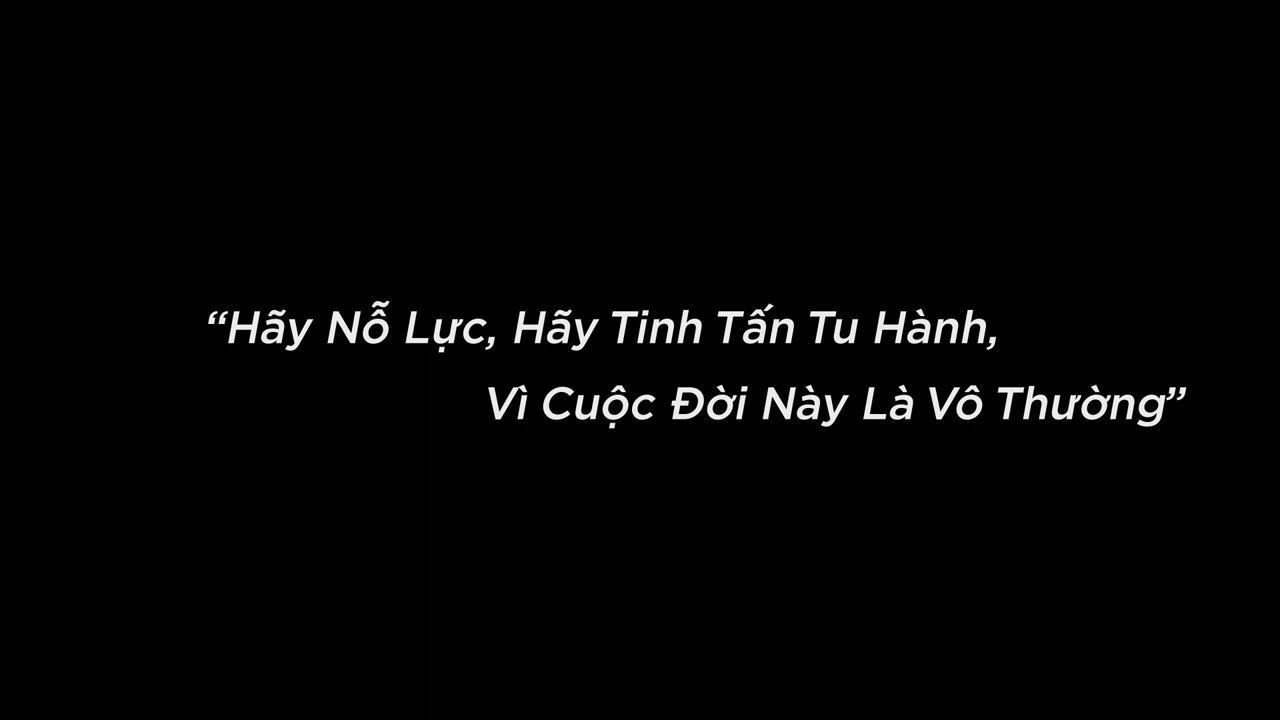 “Hãy Nỗ Lực, Hãy Tinh Tấn Tu Hành,
Vì Cuộc Đời Này Là Vô Thường”